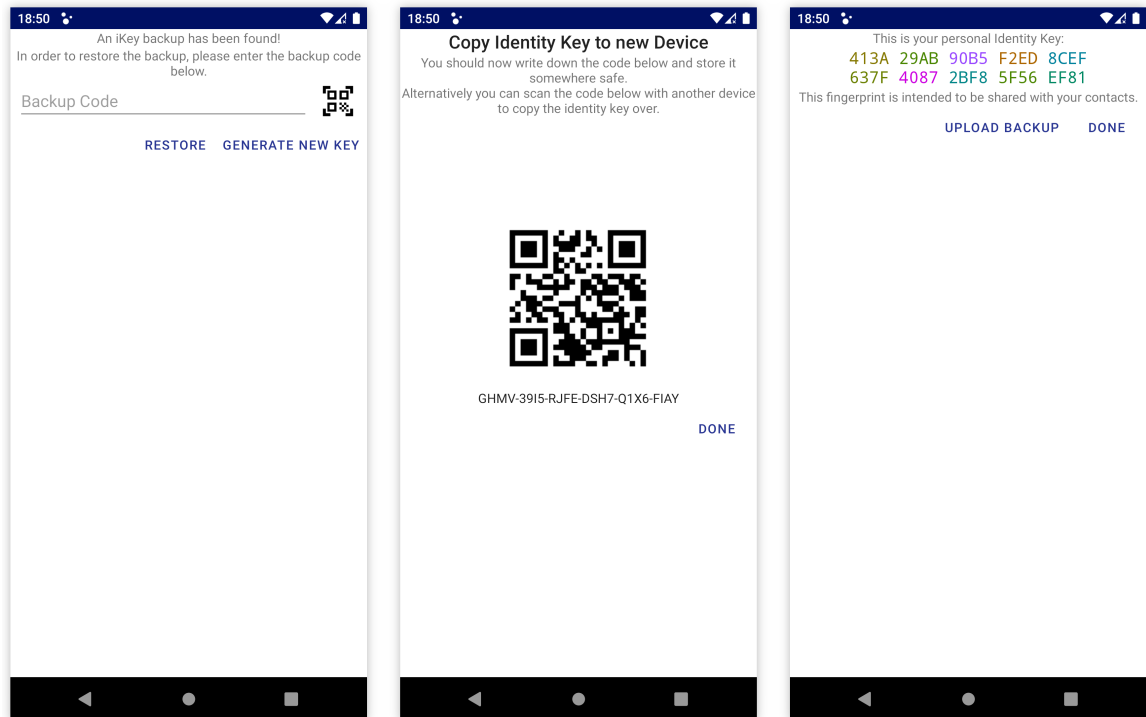 18:50
An iKey backup has been found!
In order to restore the backup, please enter the backup code
below.
Backup Code
RESTORE GENERATE NEW KEY
18:50
Copy Identity Key to new Device
You should now write down the code below and store it
somewhere safe.
Alternatively you can scan the code below with another device
to copy the identity key over.
GHMV-39I5-RJFE-DSH7-Q1X6-FIAY
DONE
18:50
This is your personal Identity Key:
413A 29AB 90B5 F2ED 8CEF
637F 4087 2BF8 5F56 EF81
This fingerprint is intended to be shared with your contacts.
UPLOAD BACKUP DONE